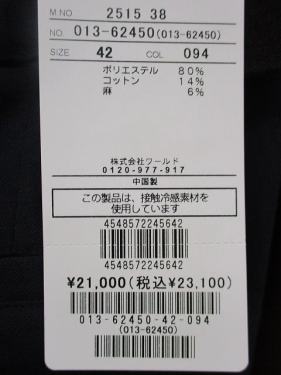 M.NO 2515 38
NO. 013-62450(013-62450)
SIZE 42 COL 094
ポリエステル 80%
コットン 14%
麻 6%
株式会社ワールド
0120-977-917
中国製
この製品は、接触冷感素材を
使用しています
4548572245642
4548572245642
¥21,000(税込¥23,100)
013-62450-42-094
(013-62450)